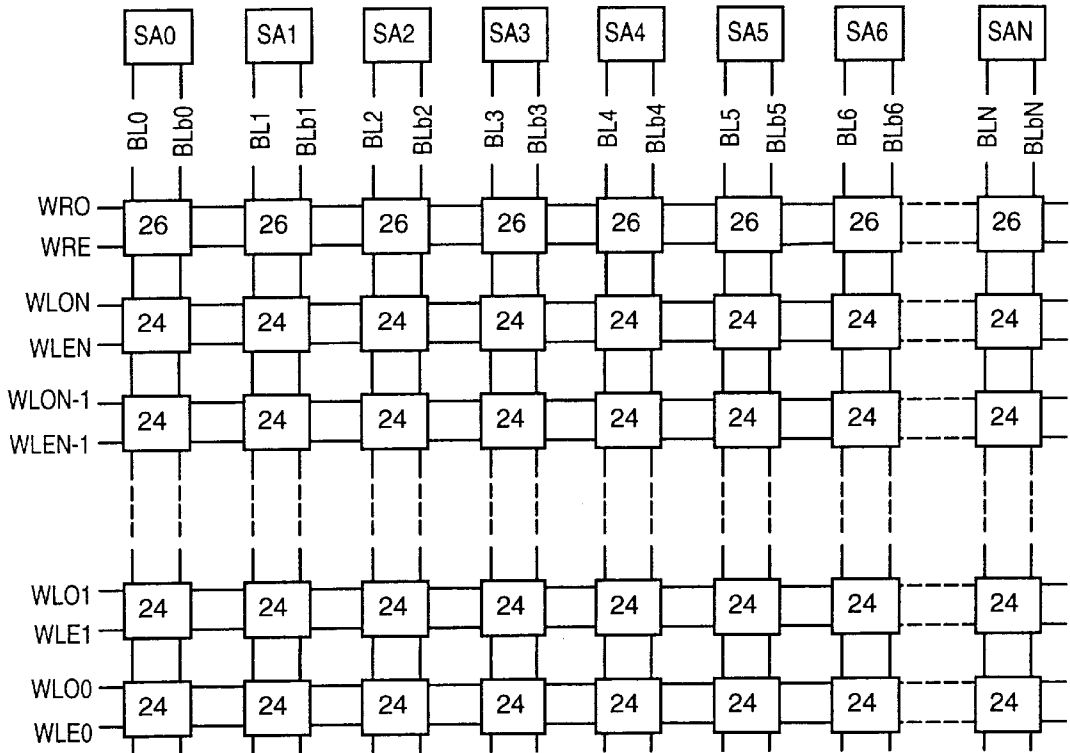 SA0 SA1 SA2 SA3 SA4 SA5 SA6 SAN
BL0 BLb0 BL1 BLb1 BL2 BLb2 BL3 BLb3 BL4 BLb4 BL5 BLb5 BL6 BLb6 BLN BLbN
WRO
26 26 26 26 26 26 26 26
WRE
WLON
24 24 24 24 24 24 24 24
WLEN
WLON-1
24 24 24 24 24 24 24 24
WLEN-1
WLO1
24 24 24 24 24 24 24 24
WLE1
WLO0
24 24 24 24 24 24 24 24
WLE0